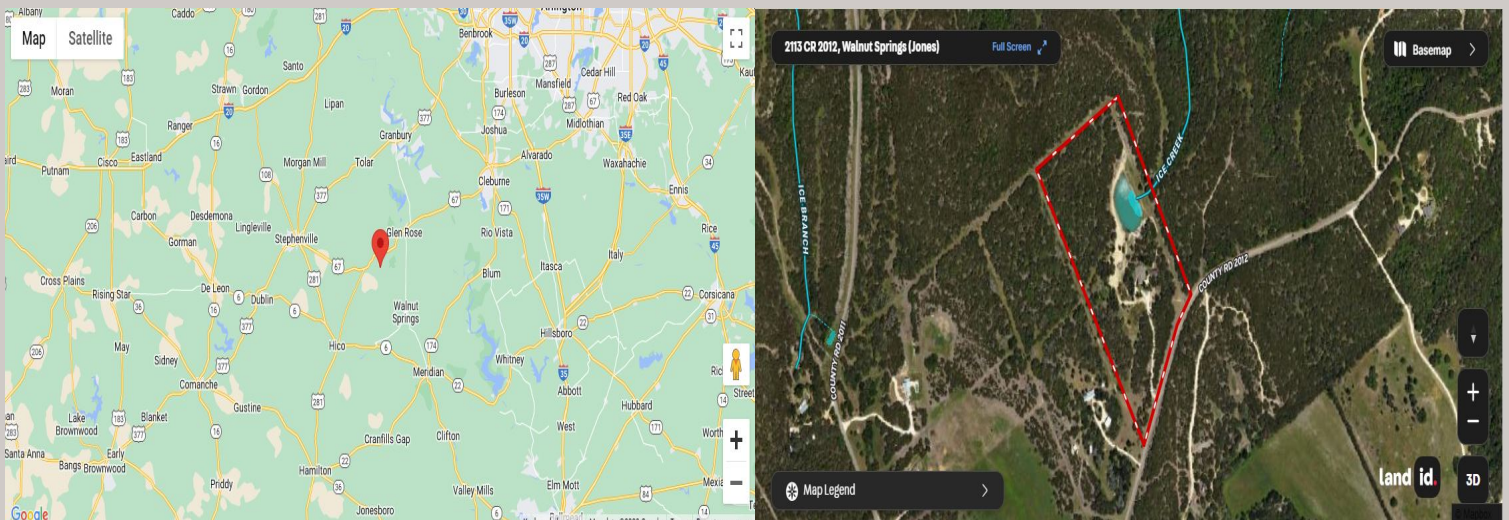 Map
Satellite
Albany
Caddo
Arlington
Benbrook
Kau
Santo
Moran
Strawn
Gordon
Lipan
Burleson
Mansfield
Cedar Hill
Red Oak
Midlothian
Ranger
Granbury
Joshua
Eastland
Cisco
Putnam
Morgan Mill
Tolar
Alvarado
Waxahachie
Cleburne
Ennis
Carbon
Desdemona
Lingleville
Stephenville
Glen Rose
Rio Vista
Rice
Gorman
Italy
Cross Plains
Rising Star
De Leon
Dublin
Blum
Itasca
Corsicana
Walnut
Springs
Hillsboro
May
Sidney
Hico
Meridian
Whitney
Comanche
Abbott
Gustine
Hubbard
Street
Lake
Brownwood
Blanket
Early
West
Worth
Santa Anna
Bangs
Brownwood
Cranfills Gap
Clifton
Hamilton
Priddy
Valley Mills
Elm Mott
Mexia
Jonesboro
Google
2113 CR 2012, Walnut Springs (Jones)
Full Screen
Basemap
ICE CREEK
ICE BRANCH
COUNTY RD 2012
COUNTY RD 2011
Map Legend
land id.
3D